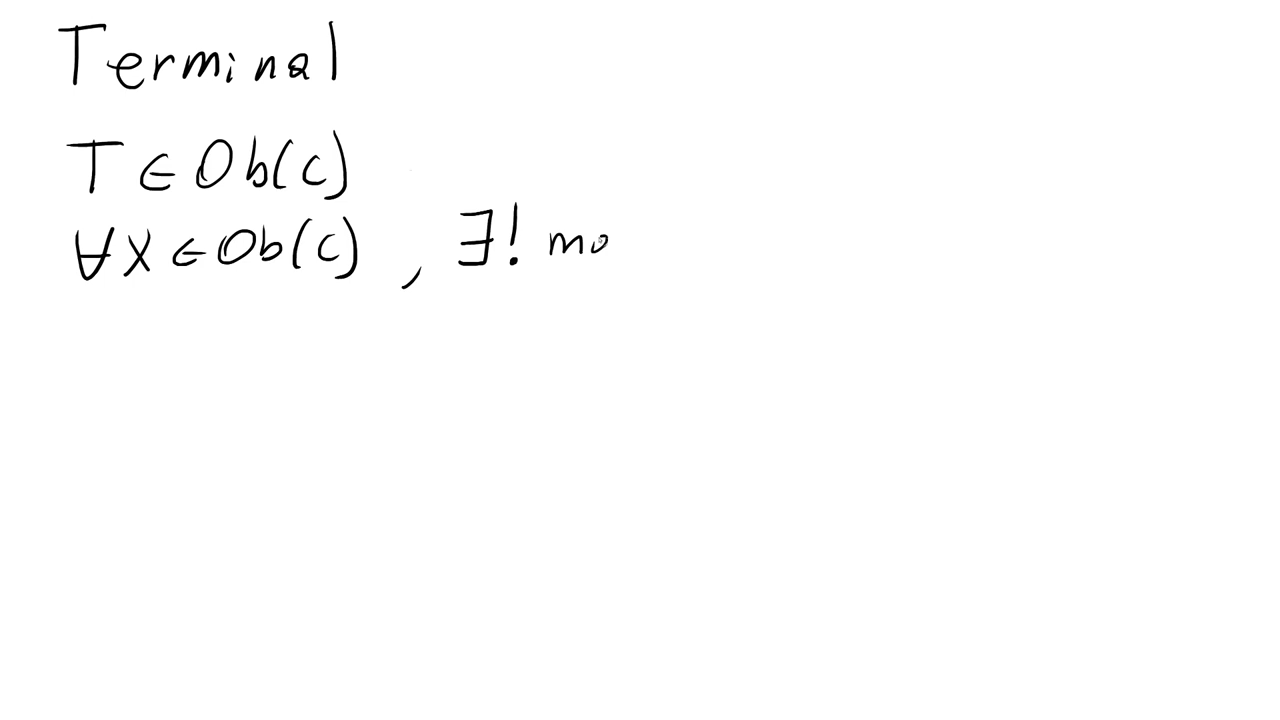 Terminal
T ∈ Ob(C)
∀X ∈ Ob(C) , ∃! mo